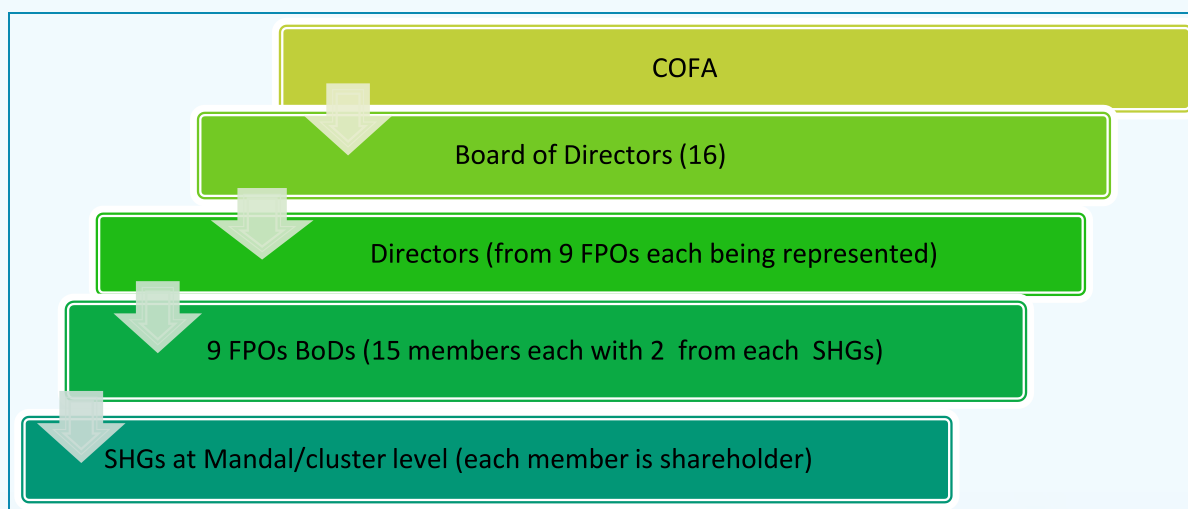 COFA
Board of Directors (16)
Directors (from 9 FPOs each being represented)
9 FPOs BoDs (15 members each with 2 from each SHGs)
SHGs at Mandal/cluster level (each member is shareholder)